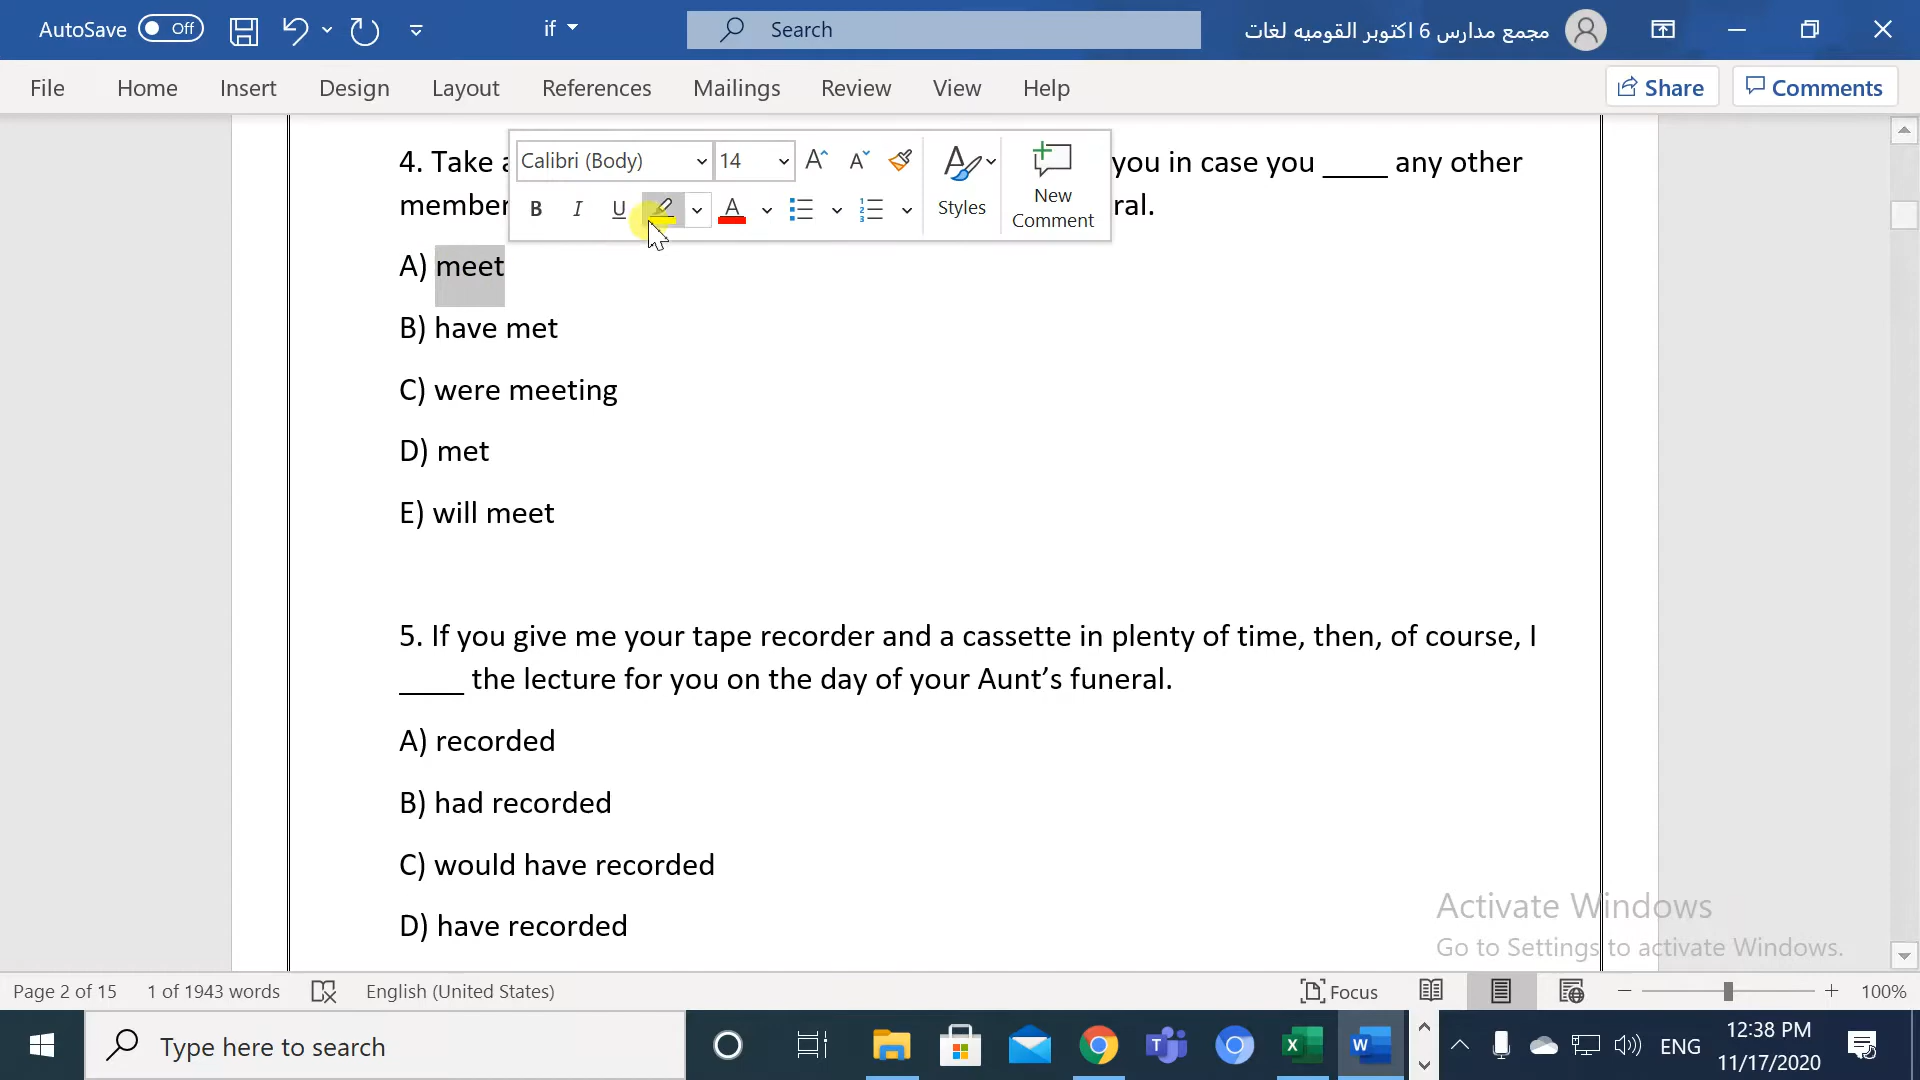 AutoSave Off if Search مجمع مدارس 6 اكتوبر القوميه لغات
File Home Insert Design Layout References Mailings Review View Help Share Comments
Calibri (Body) 14 A A Styles New Comment
B I U A
4. Take you in case you ____ any other
member ral.
A) meet
B) have met
C) were meeting
D) met
E) will meet
5. If you give me your tape recorder and a cassette in plenty of time, then, of course, I
____ the lecture for you on the day of your Aunt’s funeral.
A) recorded
B) had recorded
C) would have recorded
D) have recorded
Activate Windows
Go to Settings to activate Windows.
Page 2 of 15 1 of 1943 words English (United States) Focus 100%
Type here to search ENG 12:38 PM
11/17/2020